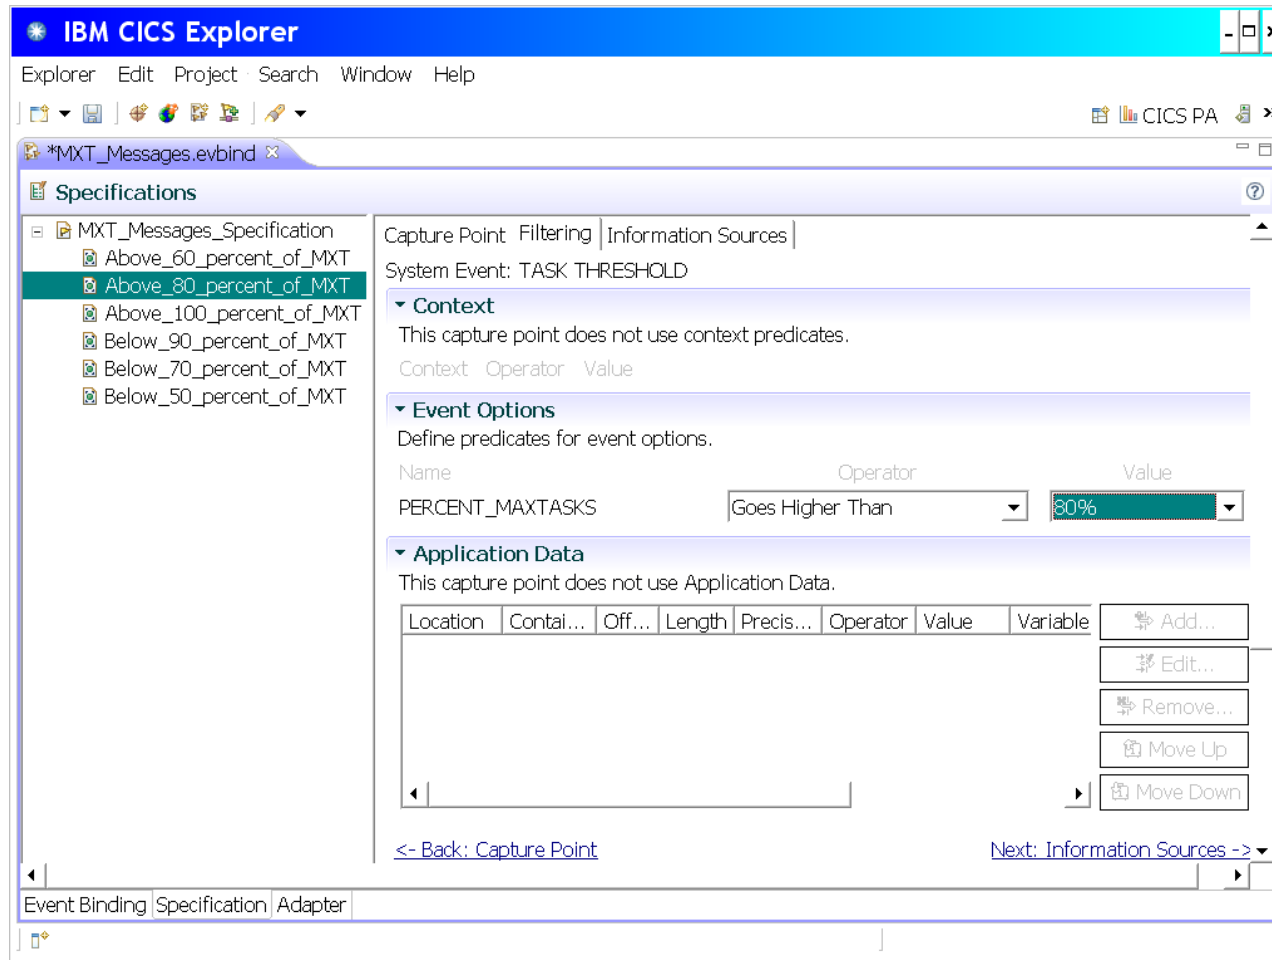 IBM CICS Explorer
Explorer Edit Project Search Window Help
CICS PA
*MXT_Messages.evbind
Specifications
MXT_Messages_Specification
Above_60_percent_of_MXT
Above_80_percent_of_MXT
Above_100_percent_of_MXT
Below_90_percent_of_MXT
Below_70_percent_of_MXT
Below_50_percent_of_MXT
Capture Point Filtering Information Sources
System Event: TASK THRESHOLD
Context
This capture point does not use context predicates.
Context Operator Value
Event Options
Define predicates for event options.
Name Operator Value
PERCENT_MAXTASKS Goes Higher Than 80%
Application Data
This capture point does not use Application Data.
Location Contai... Off... Length Precis... Operator Value Variable
Add...
Edit...
Remove...
Move Up
Move Down
<- Back: Capture Point Next: Information Sources ->
Event Binding Specification Adapter